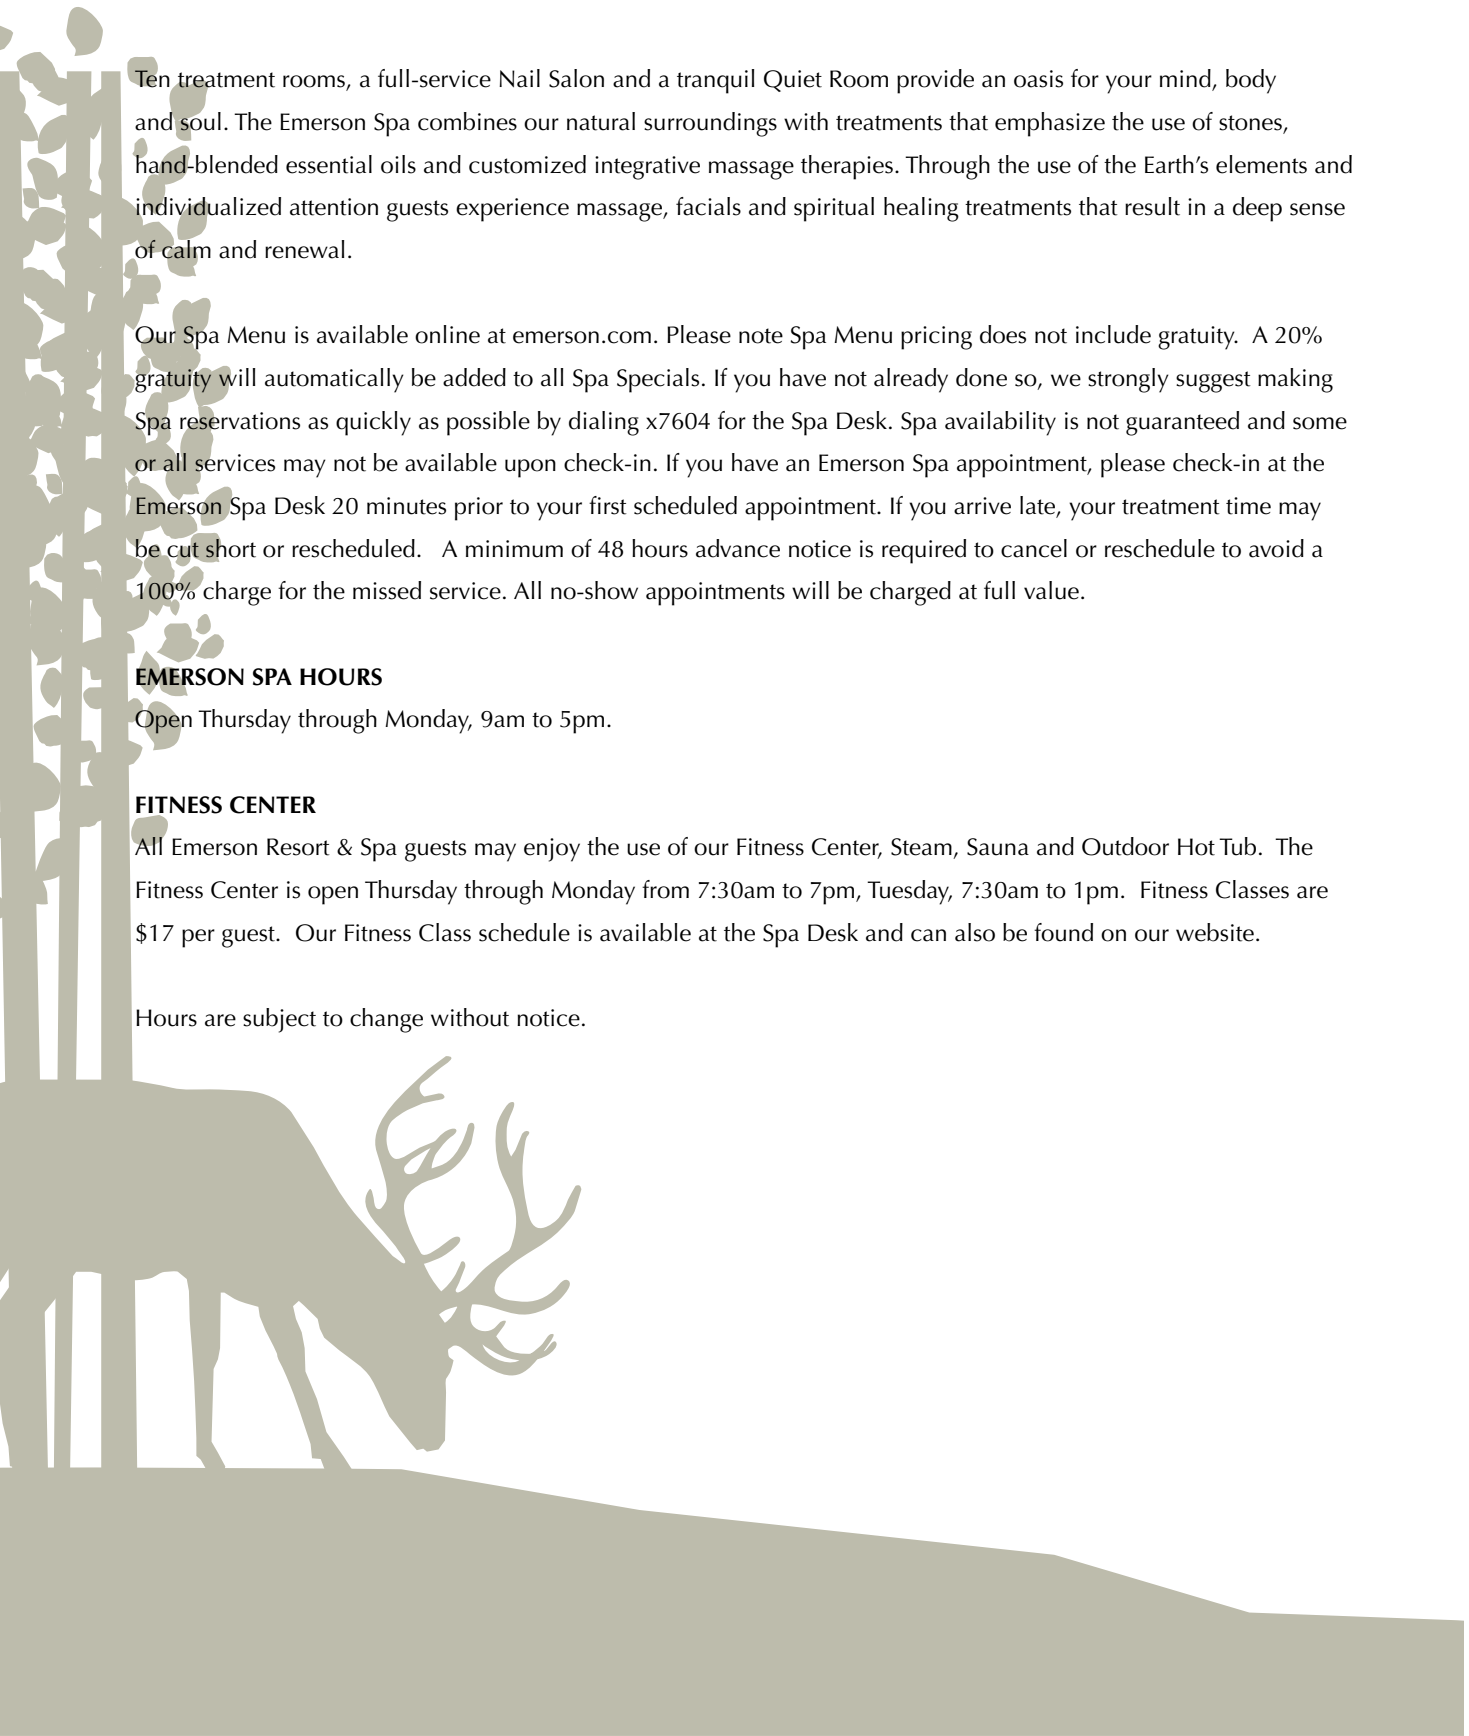 Ten treatment rooms, a full-service Nail Salon and a tranquil Quiet Room provide an oasis for your mind, body
and soul. The Emerson Spa combines our natural surroundings with treatments that emphasize the use of stones,
hand-blended essential oils and customized integrative massage therapies. Through the use of the Earth’s elements and
individualized attention guests experience massage, facials and spiritual healing treatments that result in a deep sense
of calm and renewal.
Our Spa Menu is available online at emerson.com. Please note Spa Menu pricing does not include gratuity.  A 20%
gratuity will automatically be added to all Spa Specials. If you have not already done so, we strongly suggest making
Spa reservations as quickly as possible by dialing x7604 for the Spa Desk. Spa availability is not guaranteed and some
or all services may not be available upon check-in. If you have an Emerson Spa appointment, please check-in at the
Emerson Spa Desk 20 minutes prior to your first scheduled appointment. If you arrive late, your treatment time may
be cut short or rescheduled.   A minimum of 48 hours advance notice is required to cancel or reschedule to avoid a
100% charge for the missed service. All no-show appointments will be charged at full value.
EMERSON SPA HOURS
Open Thursday through Monday, 9am to 5pm.
FITNESS CENTER
All Emerson Resort & Spa guests may enjoy the use of our Fitness Center, Steam, Sauna and Outdoor Hot Tub.  The
Fitness Center is open Thursday through Monday from 7:30am to 7pm, Tuesday, 7:30am to 1pm.  Fitness Classes are
$17 per guest.  Our Fitness Class schedule is available at the Spa Desk and can also be found on our website.
Hours are subject to change without notice.